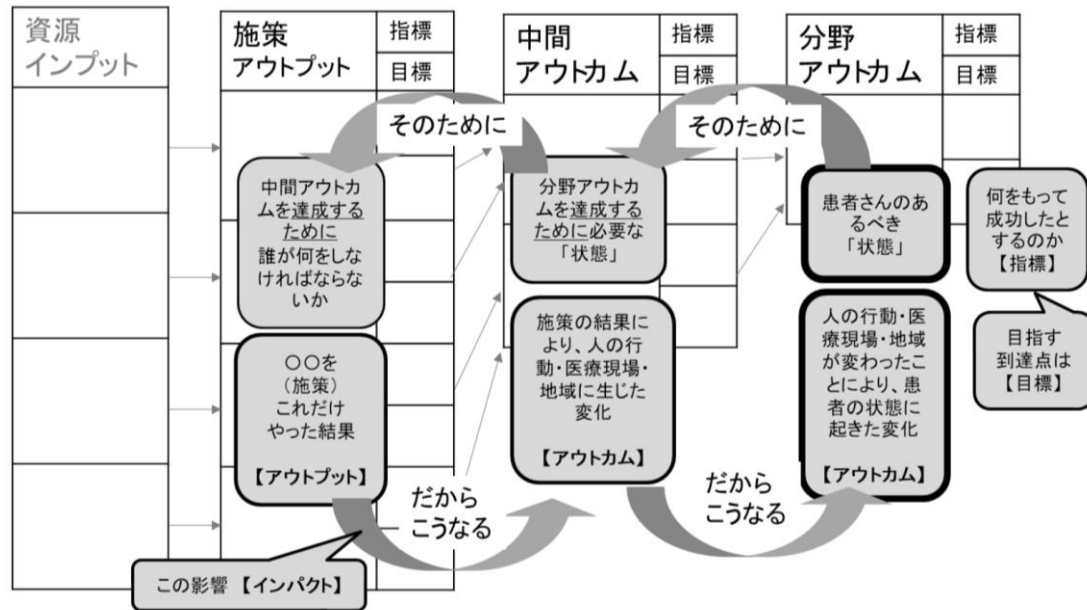 資源
インプット
施策
アウトプット
指標
目標
中間
アウトカム
指標
目標
分野
アウトカム
指標
目標
そのために
そのために
中間アウトカ
ムを達成する
ために
誰が何をしな
ければならな
いか
分野アウトカ
ムを達成する
ために必要な
「状態」
患者さんのあ
るべき
「状態」
何をもって
成功したと
するのか
【指標】
目指す
到達点は
【目標】
〇〇を
(施策)
これだけ
やった結果
【アウトプット】
施策の結果に
より、人の行
動・医療現場・
地域に生じた
変化
【アウトカム】
人の行動・医
療現場・地域
が変わったこ
とにより、患
者の状態に
起きた変化
【アウトカム】
だから
こうなる
だから
こうなる
この影響 【インパクト】